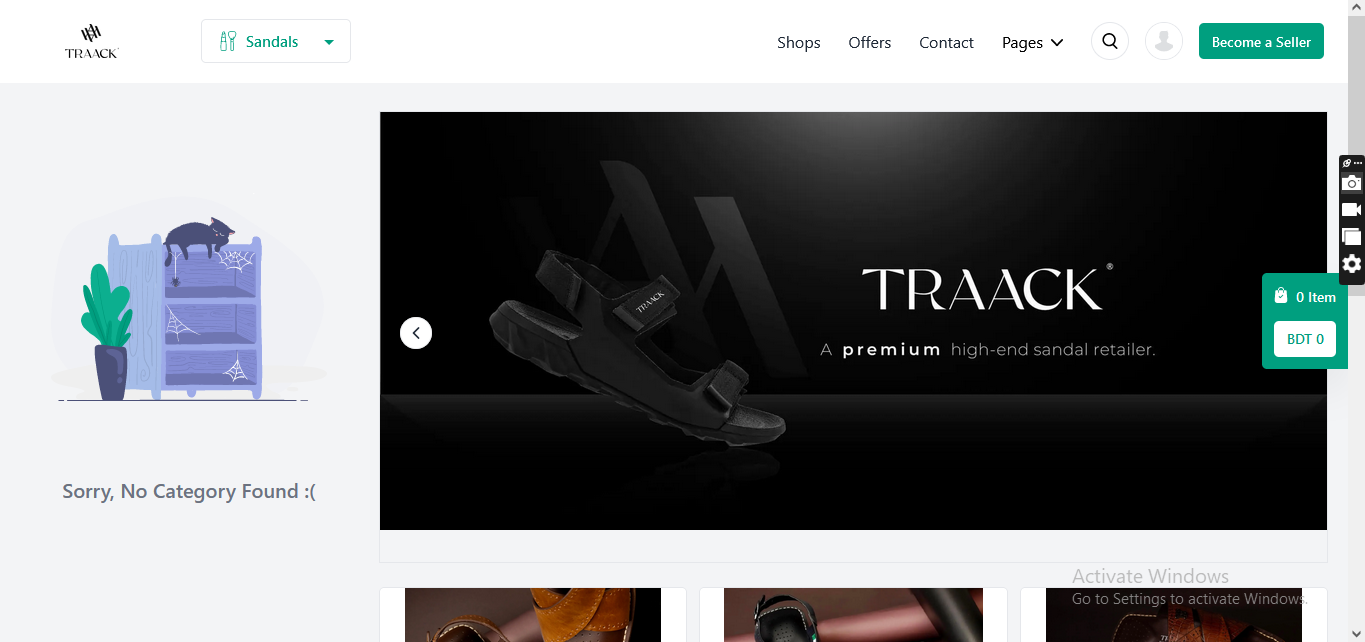 TRAACK
Sandals
Shops
Offers
Contact
Pages
Become a Seller
TRAACK
TRAACK®
A premium high-end sandal retailer.
0 Item
BDT 0
Sorry, No Category Found :(
Activate Windows
Go to Settings to activate Windows.